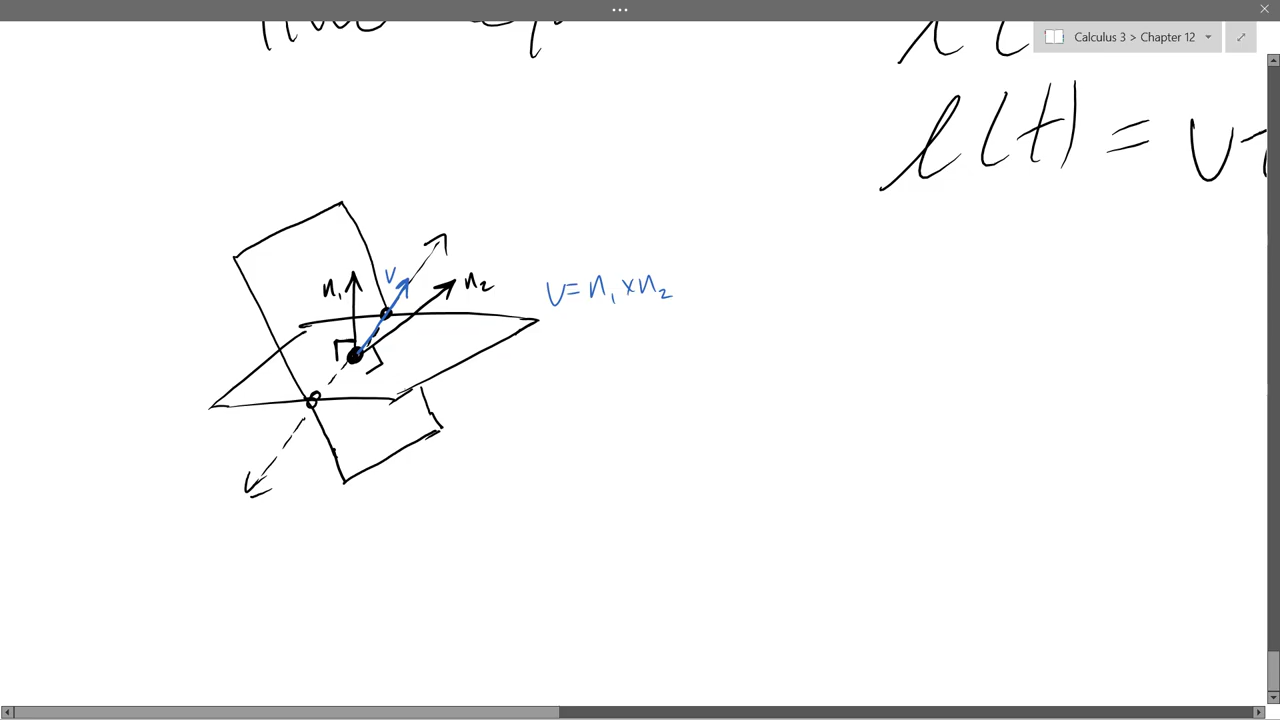 Calculus 3 > Chapter 12
l(t) = v
n₁
v
n₂
v = n₁ × n₂